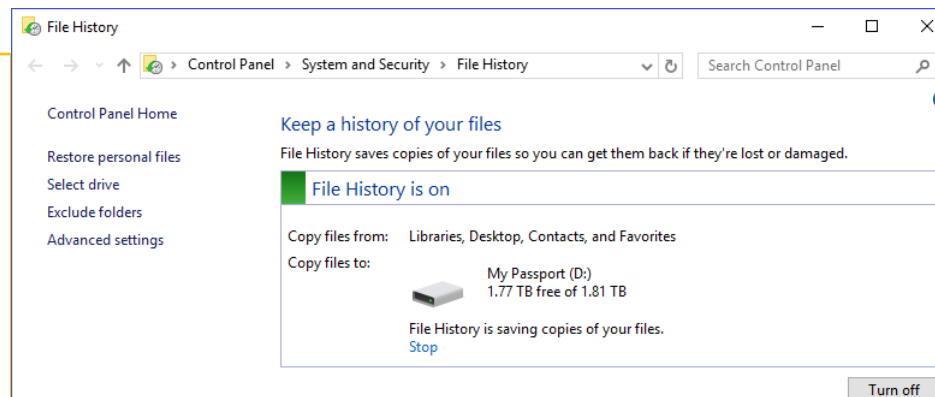 File History
Control Panel › System and Security › File History
Search Control Panel
Control Panel Home
Restore personal files
Select drive
Exclude folders
Advanced settings
Keep a history of your files
File History saves copies of your files so you can get them back if they're lost or damaged.
File History is on
Copy files from: Libraries, Desktop, Contacts, and Favorites
Copy files to:
My Passport (D:)
1.77 TB free of 1.81 TB
File History is saving copies of your files.
Stop
Turn off